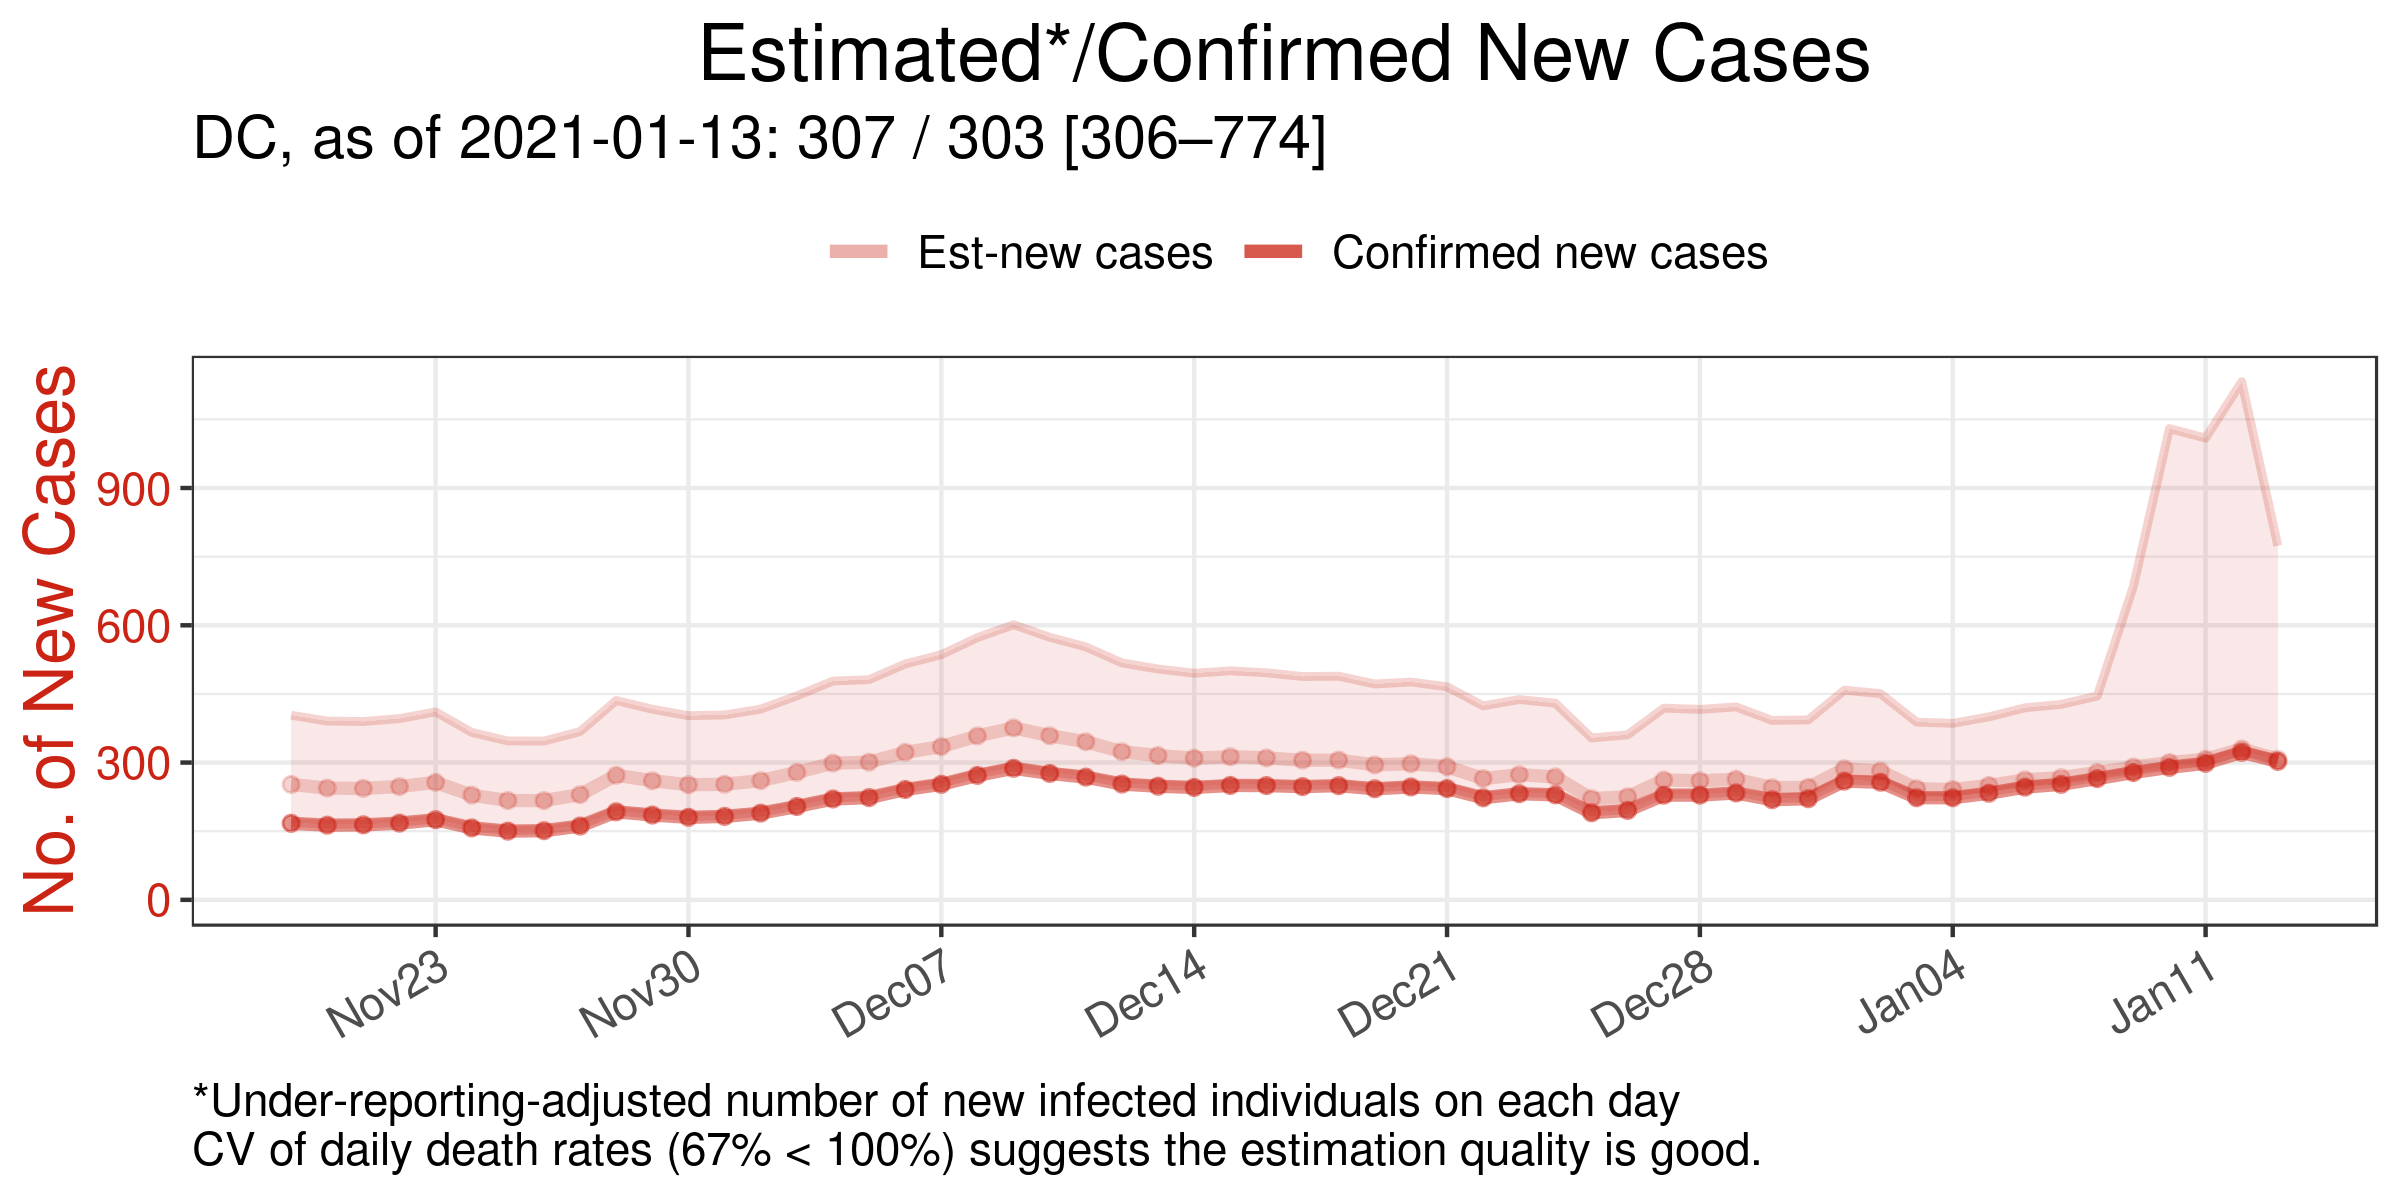 Estimated*/Confirmed New Cases
DC, as of 2021-01-13: 307 / 303 [306–774]
Est-new cases
Confirmed new cases
No. of New Cases
900
600
300
0
Nov23
Nov30
Dec07
Dec14
Dec21
Dec28
Jan04
Jan11
*Under-reporting-adjusted number of new infected individuals on each day
CV of daily death rates (67% < 100%) suggests the estimation quality is good.